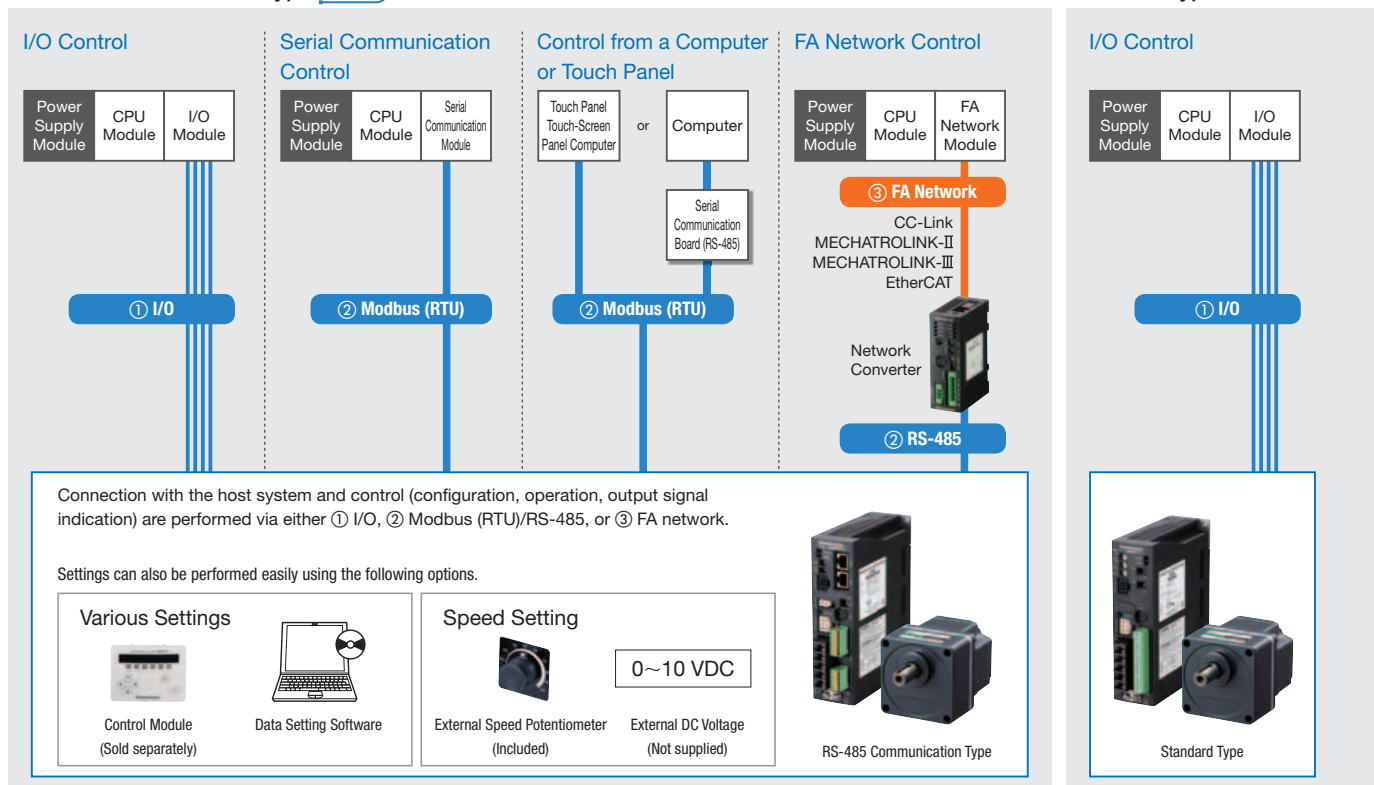 I/O Control
Power
Supply
Module
CPU
Module
I/O
Module
① I/O
Serial Communication
Control
Power
Supply
Module
CPU
Module
Serial
Communication
Module
② Modbus (RTU)
Control from a Computer
or Touch Panel
Touch Panel
Touch-Screen
Panel Computer
or
Computer
Serial
Communication
Board (RS-485)
② Modbus (RTU)
FA Network Control
Power
Supply
Module
CPU
Module
FA
Network
Module
③ FA Network
CC-Link
MECHATROLINK-Ⅱ
MECHATROLINK-Ⅲ
EtherCAT
Network
Converter
② RS-485
Connection with the host system and control (configuration, operation, output signal
indication) are performed via either ① I/O, ② Modbus (RTU)/RS-485, or ③ FA network.
Settings can also be performed easily using the following options.
Various Settings
Control Module
(Sold separately)
Data Setting Software
Speed Setting
External Speed Potentiometer
(Included)
0~10 VDC
External DC Voltage
(Not supplied)
RS-485 Communication Type
I/O Control
Power
Supply
Module
CPU
Module
I/O
Module
① I/O
Standard Type